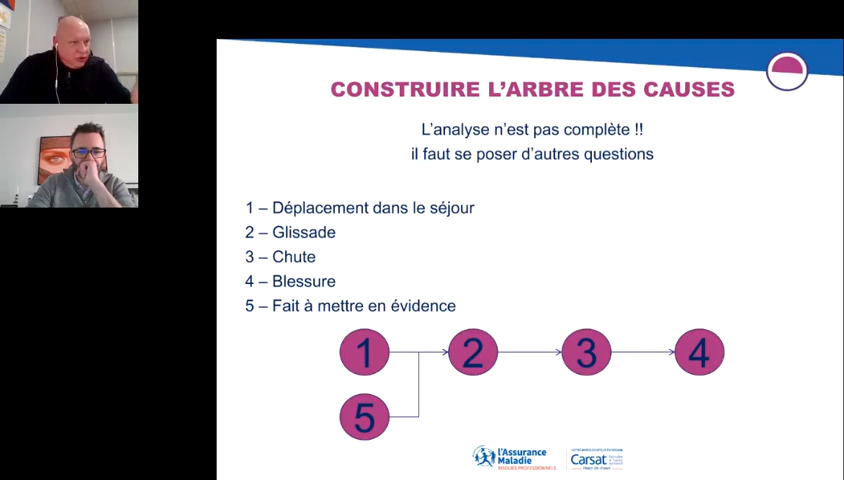 CONSTRUIRE L'ARBRE DES CAUSES
L'analyse n'est pas complète !!
il faut se poser d'autres questions
1 – Déplacement dans le séjour
2 – Glissade
3 – Chute
4 – Blessure
5 – Fait à mettre en évidence
1
2
3
4
5
l'Assurance
Maladie
RISQUES PROFESSIONNELS
Carsat